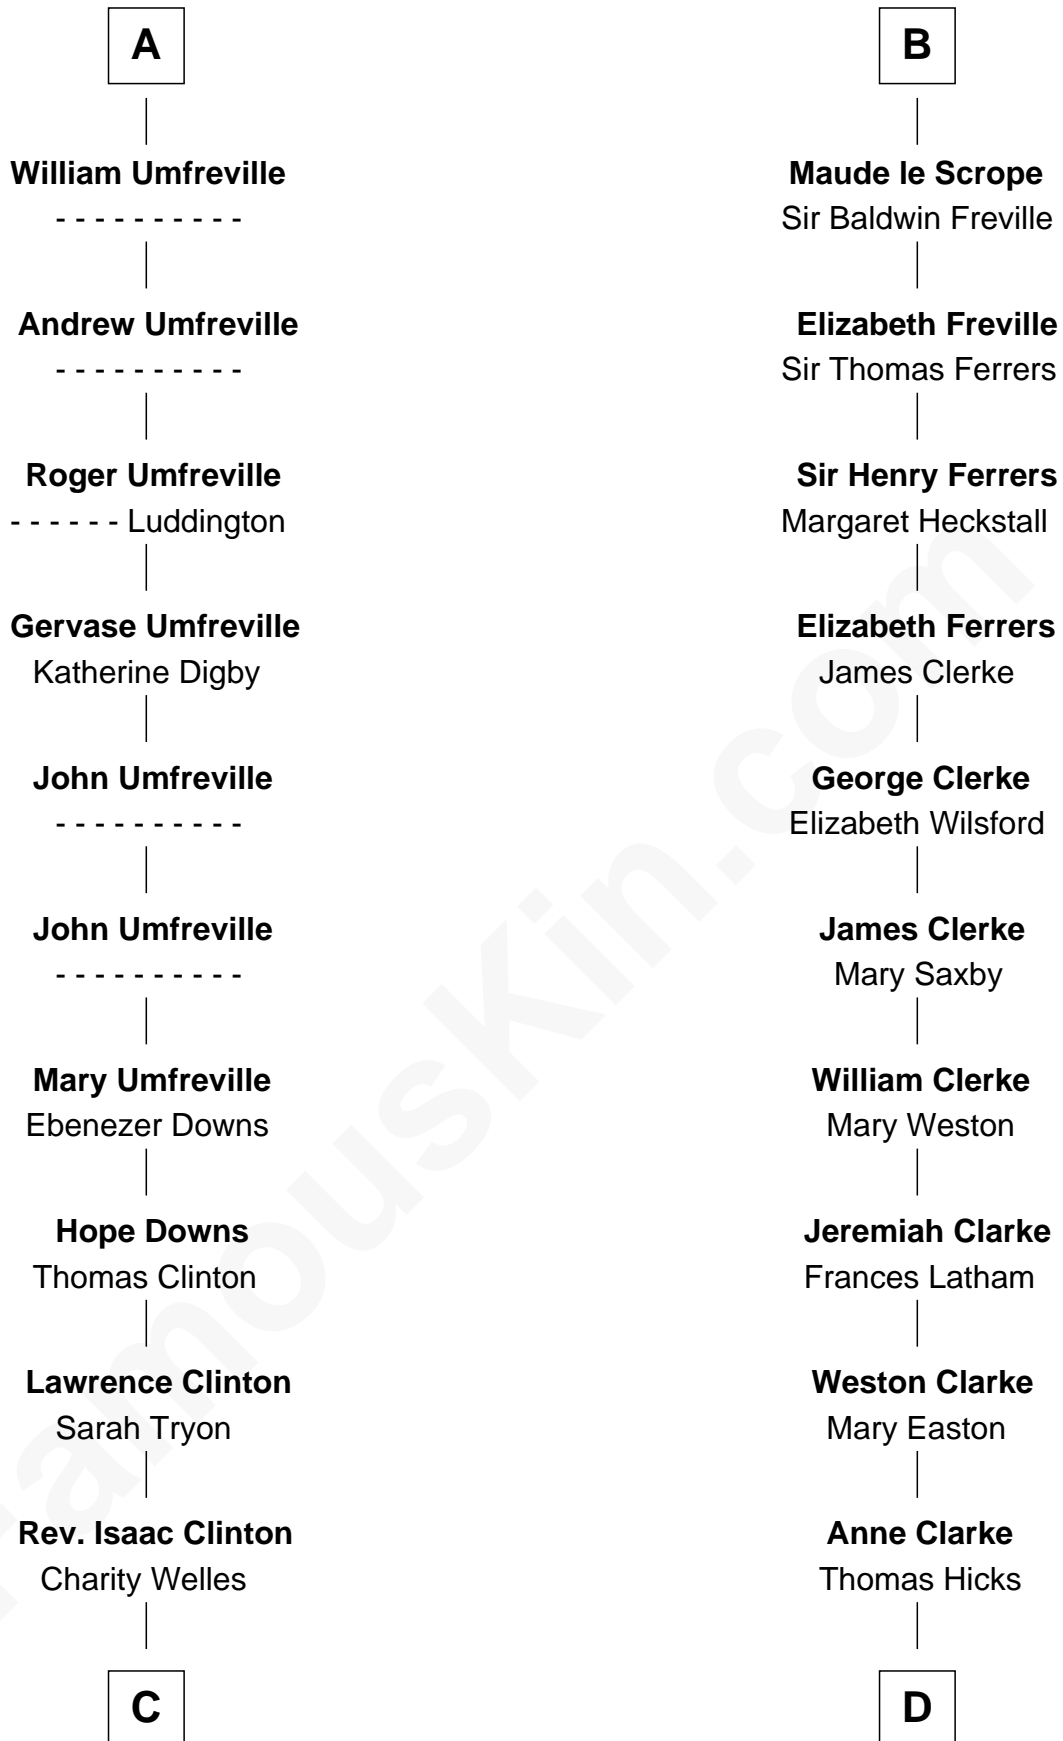 A
William Umfreville
- - - - - - - - - -
Andrew Umfreville
- - - - - - - - - -
Roger Umfreville
- - - - - - Luddington
Gervase Umfreville
Katherine Digby
John Umfreville
- - - - - - - - - -
John Umfreville
- - - - - - - - - -
Mary Umfreville
Ebenezer Downs
Hope Downs
Thomas Clinton
Lawrence Clinton
Sarah Tryon
Rev. Isaac Clinton
Charity Welles
C
B
Maude le Scrope
Sir Baldwin Freville
Elizabeth Freville
Sir Thomas Ferrers
Sir Henry Ferrers
Margaret Heckstall
Elizabeth Ferrers
James Clerke
George Clerke
Elizabeth Wilsford
James Clerke
Mary Saxby
William Clerke
Mary Weston
Jeremiah Clarke
Frances Latham
Weston Clarke
Mary Easton
Anne Clarke
Thomas Hicks
D
FamousKin.com